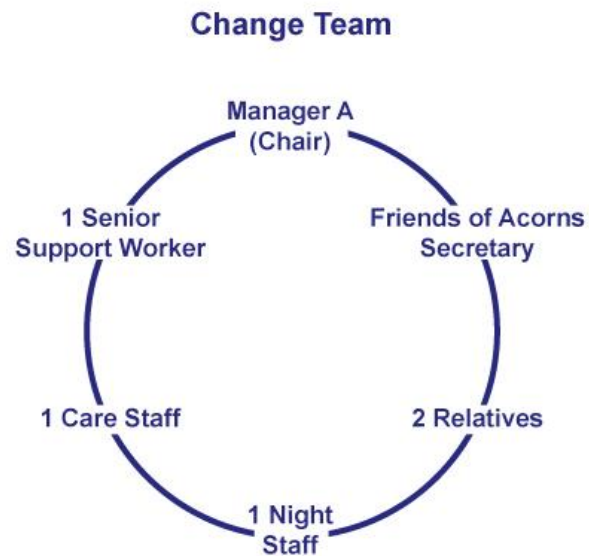 Change Team
Manager A
(Chair)
Friends of Acorns
Secretary
2 Relatives
1 Night
Staff
1 Care Staff
1 Senior
Support Worker